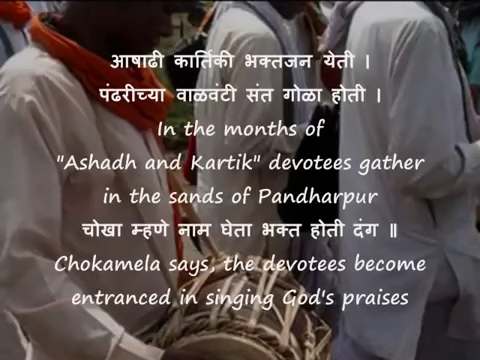 आषाढी कार्तिकी भक्तजन येती ।
पंढरीच्या वाळवंटी संत गोळा होती ।
In the months of
"Ashadh and Kartik" devotees gather
in the sands of Pandharpur
चोखा म्हणे नाम घेता भक्त होती दंग ॥
Chokamela says, the devotees become
entranced in singing God's praises